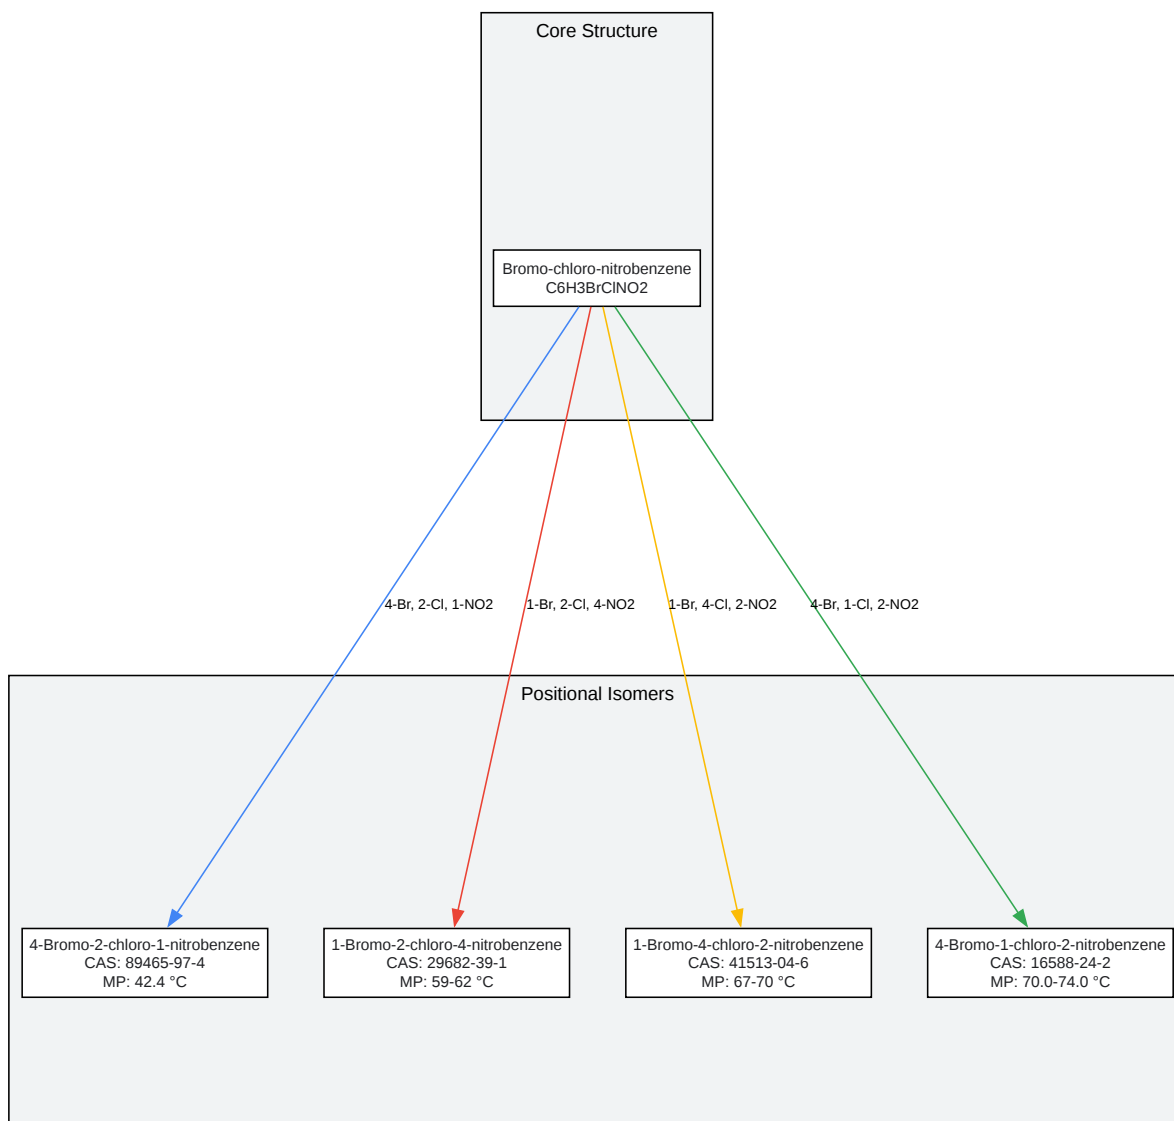 Core Structure
Bromo-chloro-nitrobenzene
C6H3BrClNO2
4-Br, 2-Cl, 1-NO2
1-Br, 2-Cl, 4-NO2
1-Br, 4-Cl, 2-NO2
4-Br, 1-Cl, 2-NO2
Positional Isomers
4-Bromo-2-chloro-1-nitrobenzene
CAS: 89465-97-4
MP: 42.4 °C
1-Bromo-2-chloro-4-nitrobenzene
CAS: 29682-39-1
MP: 59-62 °C
1-Bromo-4-chloro-2-nitrobenzene
CAS: 41513-04-6
MP: 67-70 °C
4-Bromo-1-chloro-2-nitrobenzene
CAS: 16588-24-2
MP: 70.0-74.0 °C